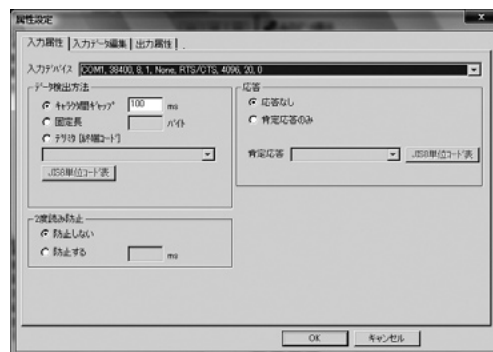 属性設定
入力属性 入力データ編集 出力属性
入力デバイス COM1, 38400, 8, 1, None, RTS/CTS, 4096, 20, 0
データ検出方法
キャラクタ間ギャップ 100 ms
固定長 バイト
デリミタ [終端コード]
JIS8単位コード表
2度読み防止
防止しない
防止する ms
応答
応答なし
肯定応答のみ
肯定応答 JIS8単位コード表
OK キャンセル